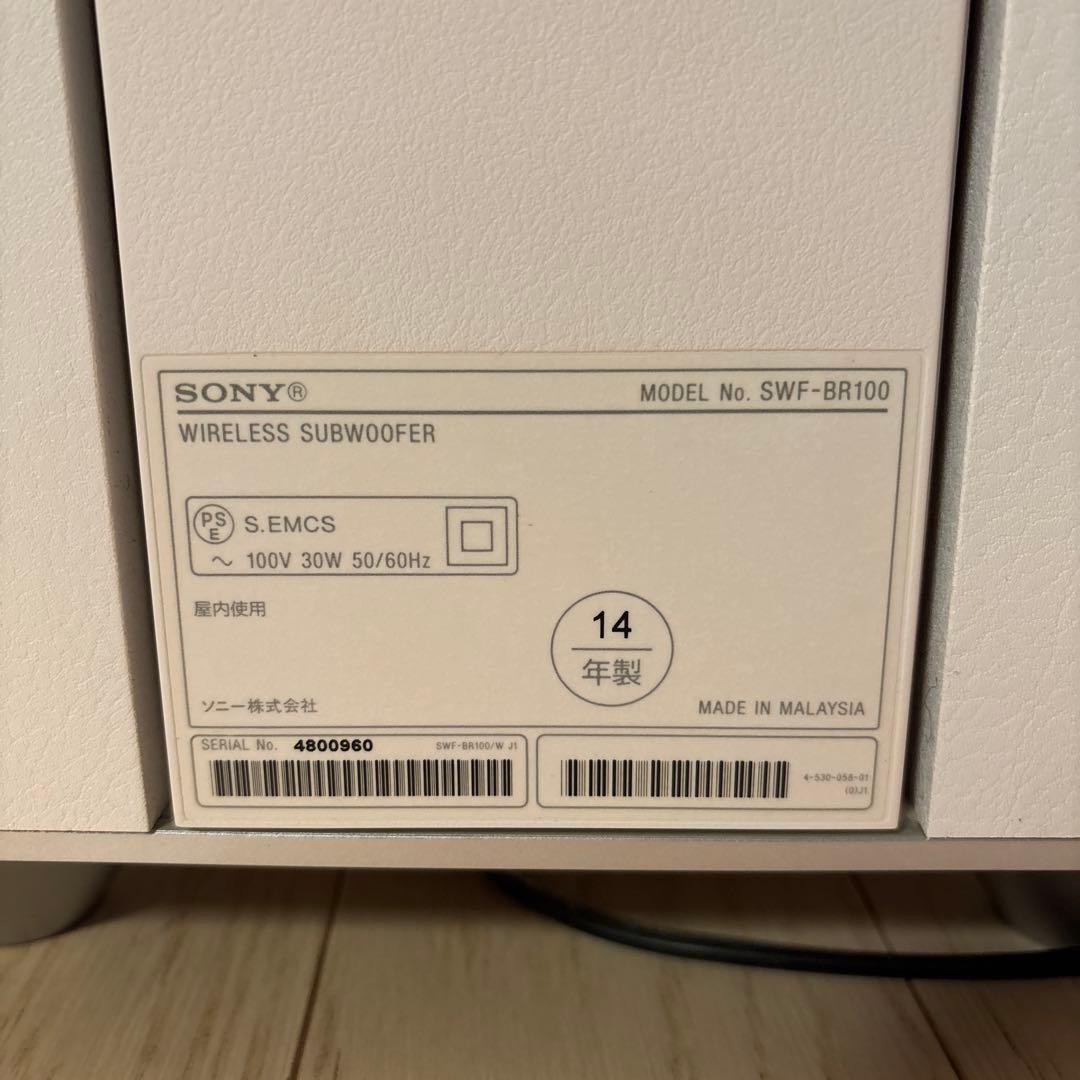 SONY® MODEL No. SWF-BR100
WIRELESS SUBWOOFER
PS
E
S.EMCS
～ 100V 30W 50/60Hz
屋内使用
14
年製
ソニー株式会社
MADE IN MALAYSIA
SERIAL No. 4800960 SWF-BR100/W J1
4-530-058-01
(0)J1